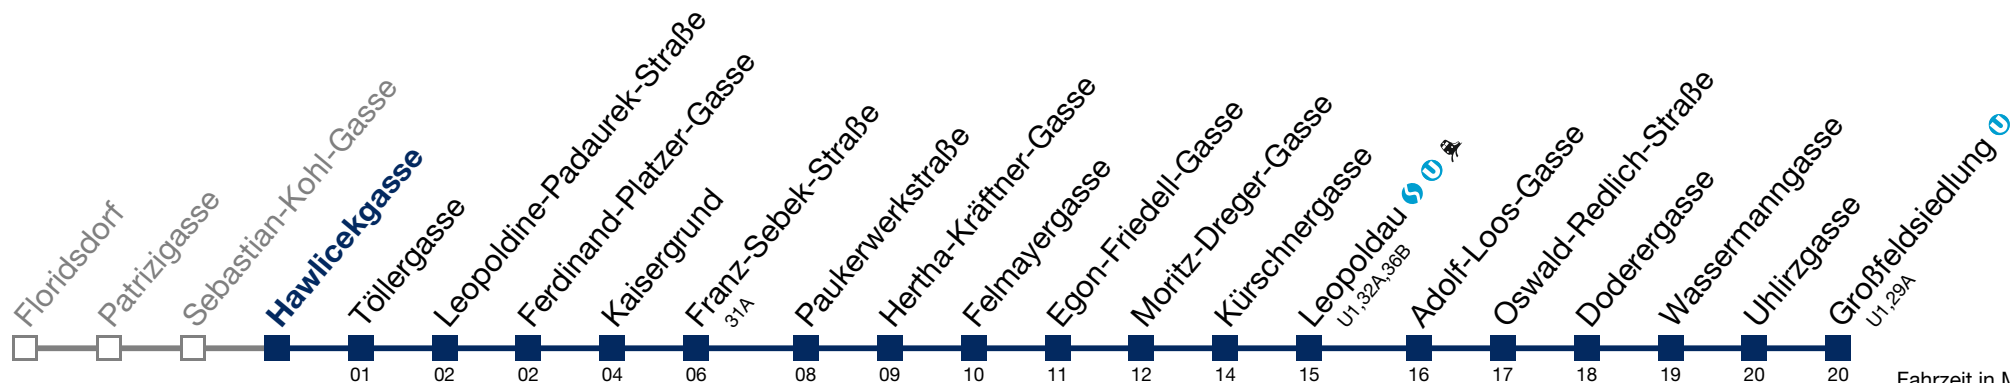 Floridsdorf
Patrizigasse
Sebastian-Kohl-Gasse
Hawlicekgasse
Töllergasse
Leopoldine-Padaurek-Straße
Ferdinand-Platzer-Gasse
Kaisergrund
Franz-Sebek-Straße
31A
Paukerwerkstraße
Hertha-Kräftner-Gasse
Felmayergasse
Egon-Friedell-Gasse
Moritz-Dreger-Gasse
Kürschnergasse
Leopoldau U
U1,32A,36B
Adolf-Loos-Gasse
Oswald-Redlich-Straße
Doderergasse
Wassermanngasse
Uhlirzgasse
Großfeldsiedlung U
U1,29A
01 02 02 04 06 08 09 10 11 12 14 15 16 17 18 19 20 20
Fahrzeit in M